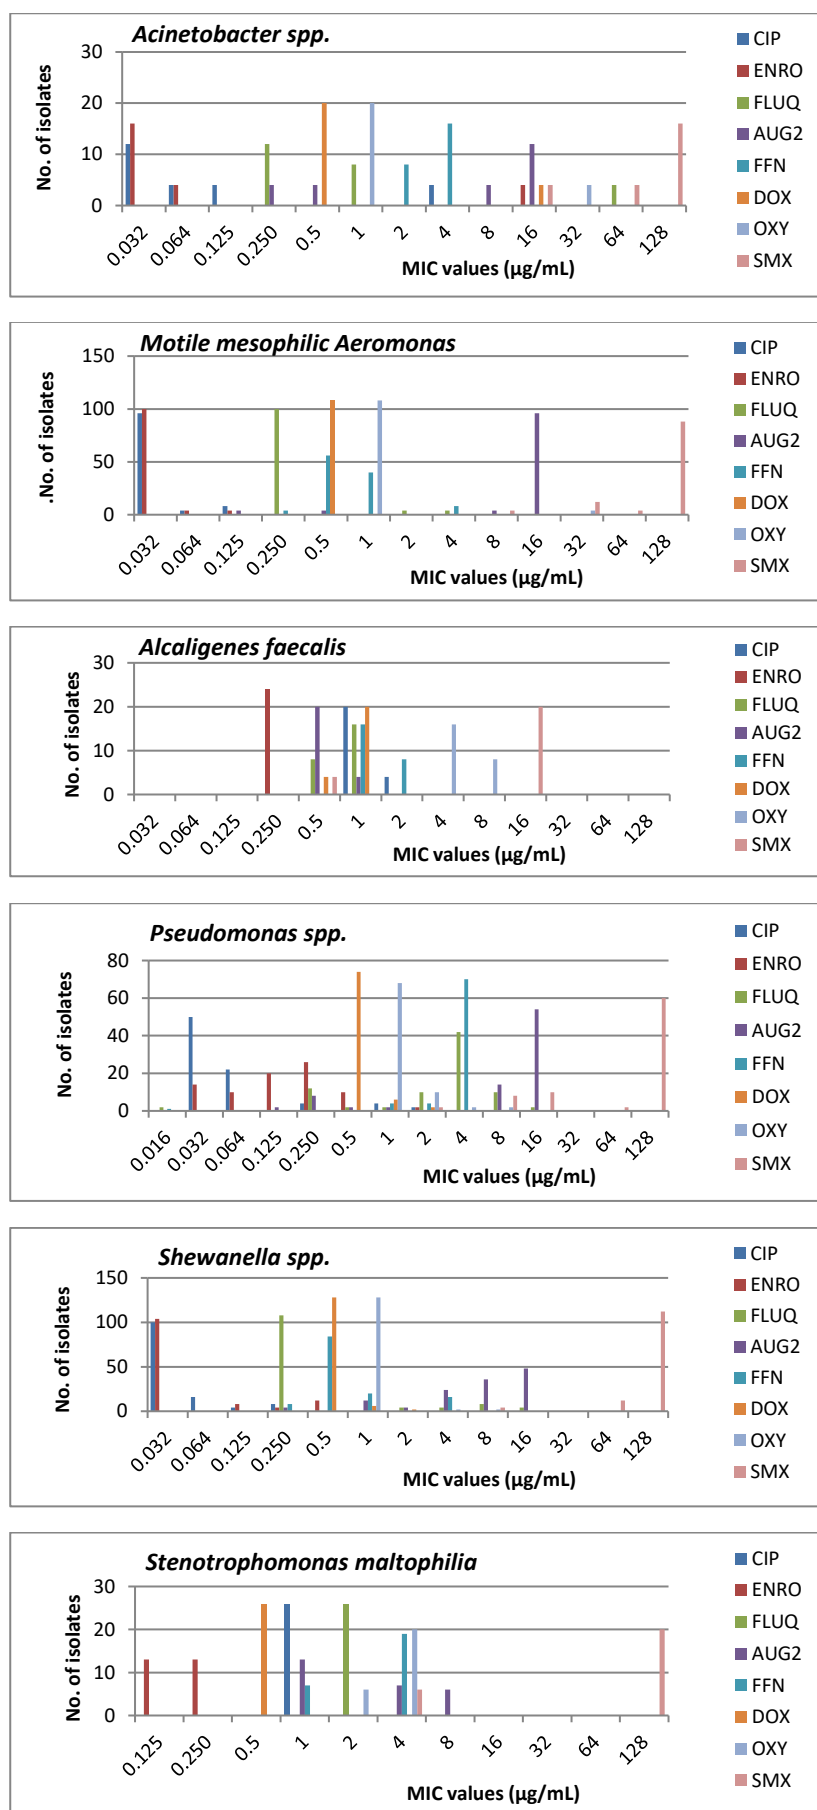 Acinetobacter spp.
No. of isolates
30
20
10
0
0.032 0.064 0.125 0.250 0.5 1 2 4 8 16 32 64 128
MIC values (µg/mL)
CIP
ENRO
FLUQ
AUG2
FFN
DOX
OXY
SMX
Motile mesophilic Aeromonas
.No. of isolates
150
100
50
0
0.032 0.064 0.125 0.250 0.5 1 2 4 8 16 32 64 128
MIC values (µg/mL)
CIP
ENRO
FLUQ
AUG2
FFN
DOX
OXY
SMX
Alcaligenes faecalis
No. of isolates
30
20
10
0
0.032 0.064 0.125 0.250 0.5 1 2 4 8 16 32 64 128
MIC values (µg/mL)
CIP
ENRO
FLUQ
AUG2
FFN
DOX
OXY
SMX
Pseudomonas spp.
No. of isolates
80
60
40
20
0
0.016 0.032 0.064 0.125 0.250 0.5 1 2 4 8 16 32 64 128
MIC values (µg/mL)
CIP
ENRO
FLUQ
AUG2
FFN
DOX
OXY
SMX
Shewanella spp.
No. of isolates
150
100
50
0
0.032 0.064 0.125 0.250 0.5 1 2 4 8 16 32 64 128
MIC values (µg/mL)
CIP
ENRO
FLUQ
AUG2
FFN
DOX
OXY
SMX
Stenotrophomonas maltophilia
No. of isolates
30
20
10
0
0.125 0.250 0.5 1 2 4 8 16 32 64 128
MIC values (µg/mL)
CIP
ENRO
FLUQ
AUG2
FFN
DOX
OXY
SMX